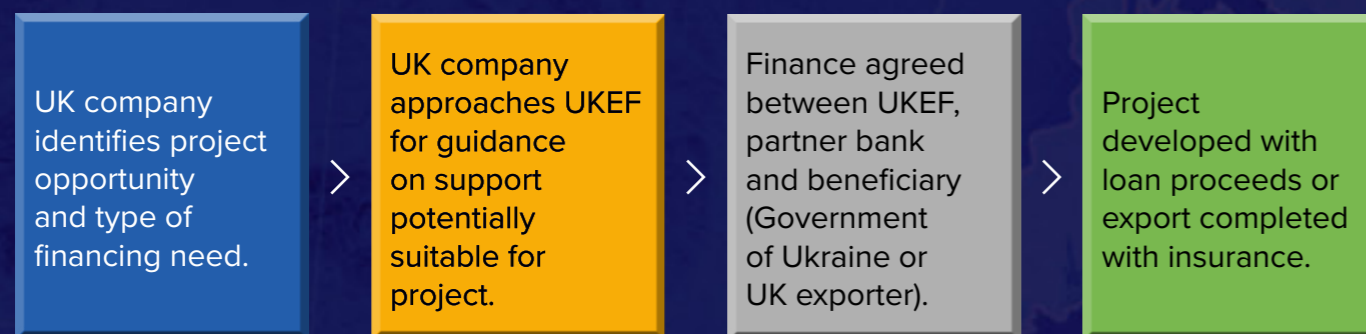 UK company
identifies project
opportunity
and type of
financing need.
>
UK company
approaches UKEF
for guidance
on support
potentially
suitable for
project.
>
Finance agreed
between UKEF,
partner bank
and beneficiary
(Government
of Ukraine or
UK exporter).
>
Project
developed with
loan proceeds or
export completed
with insurance.